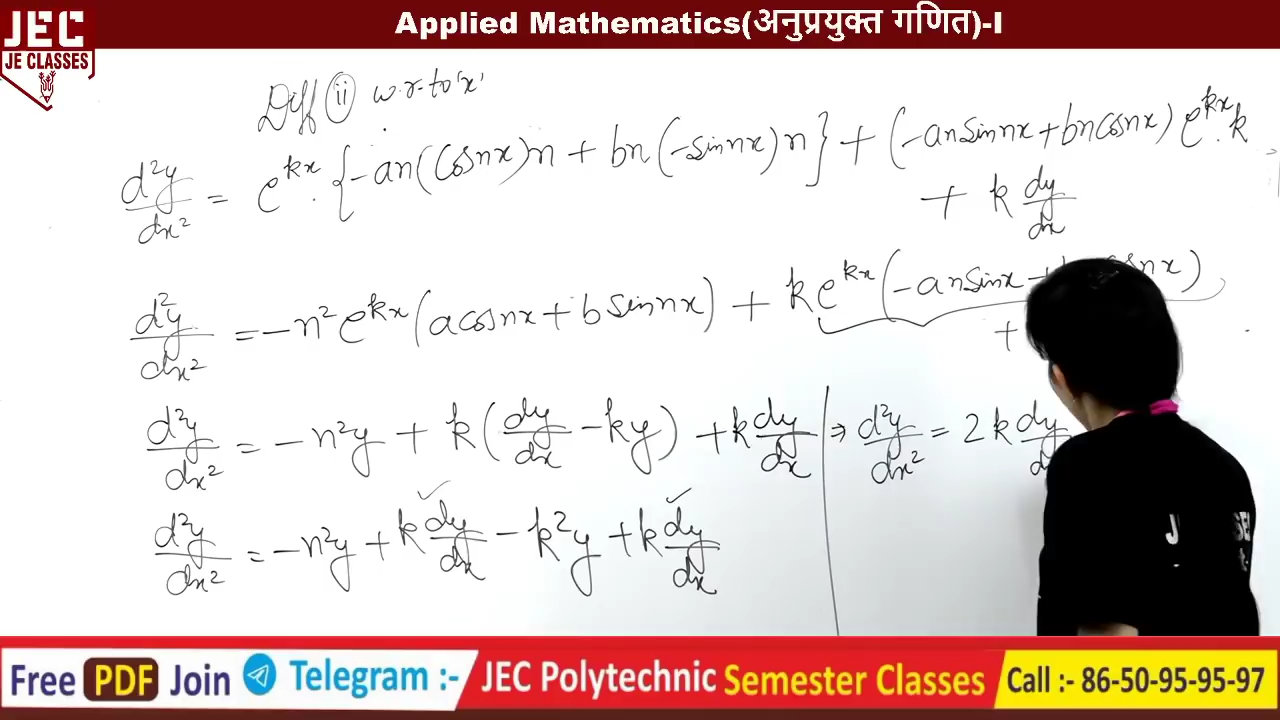 JEC
JE CLASSES
Applied Mathematics(अनुप्रयुक्त गणित)-I
Diff (ii) w.r.to 'x'
d²y/dx² = e^{kx}.{-an(cosnx)n + bn(-sinnx)n} + (-ansinnx+bncosnx)e^{kx}.k
+ k dy/dx
d²y/dx² = -n²e^{kx}(acosnx+bsinnx) + ke^{kx}(-ansinx+
+
d²y/dx² = -n²y + k(dy/dx -ky) +k dy/dx
⇒ d²y/dx² = 2k dy/
d²y/dx² = -n²y +k dy/dx -k²y +k dy/dx
J SE
Free PDF Join Telegram :- JEC Polytechnic Semester Classes Call :- 86-50-95-95-97